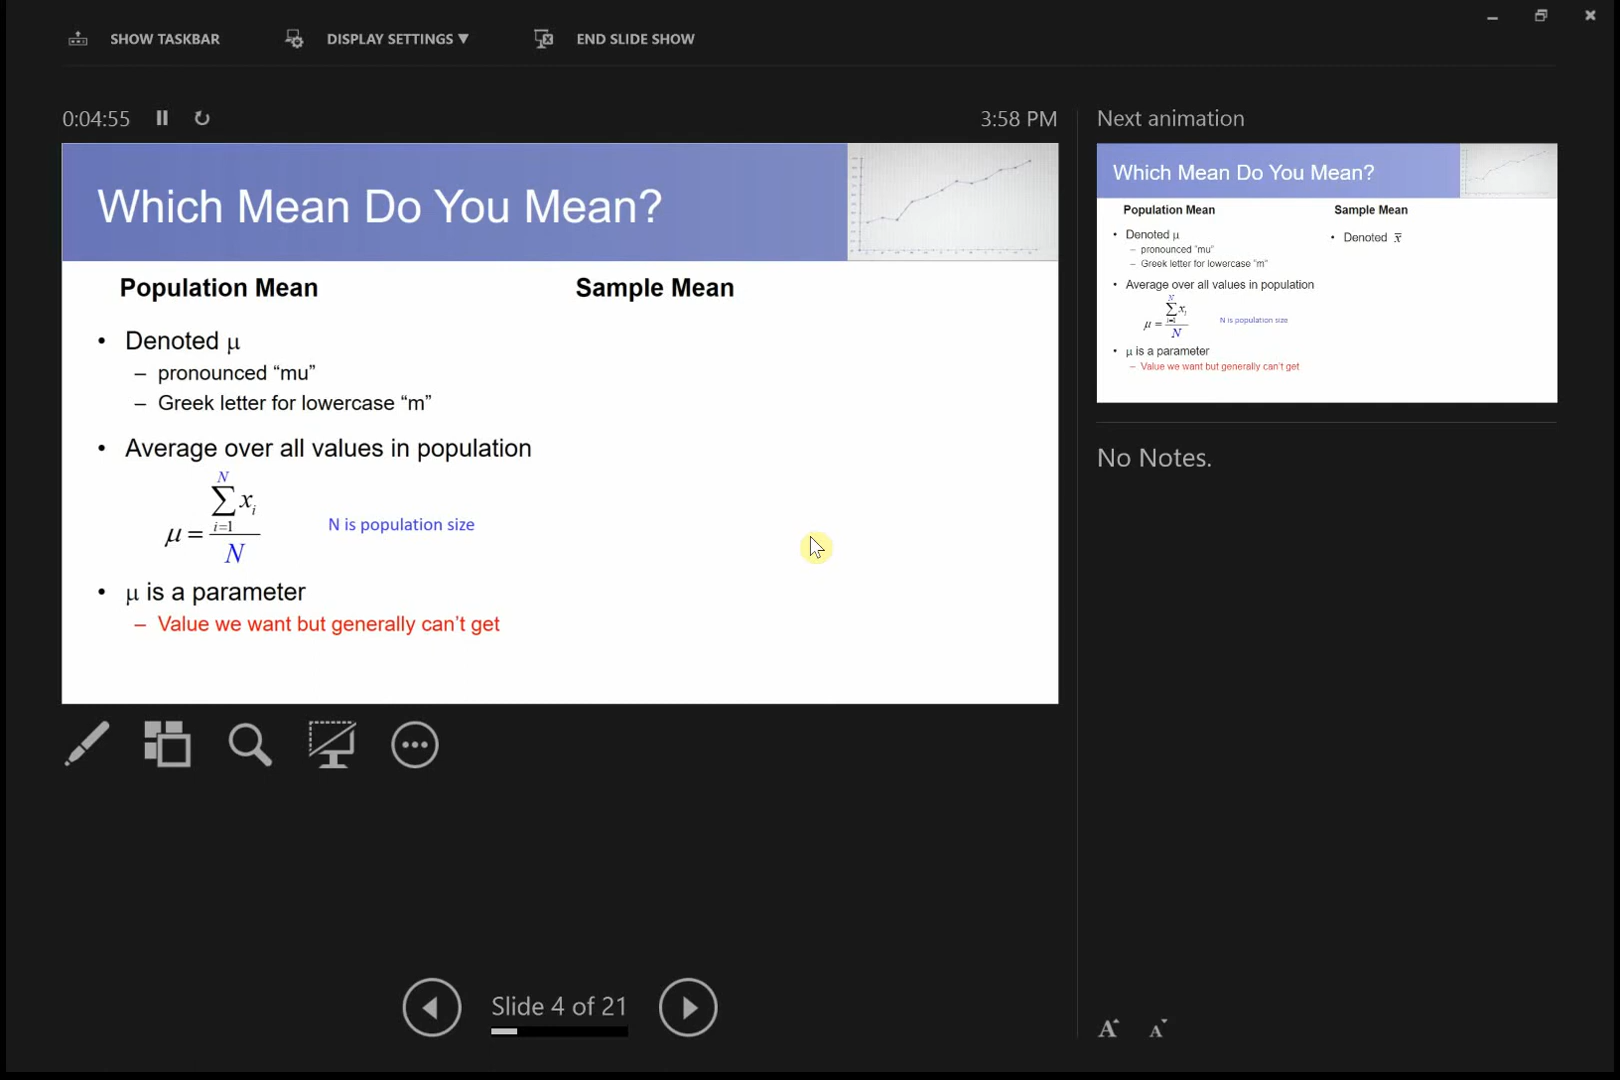 SHOW TASKBAR
DISPLAY SETTINGS ▼
END SLIDE SHOW
0:04:55
3:58 PM
Which Mean Do You Mean?
Population Mean
Sample Mean
• Denoted μ
– pronounced “mu”
– Greek letter for lowercase “m”
• Average over all values in population
N
∑ xᵢ
i=1
μ =
N
N is population size
• μ is a parameter
– Value we want but generally can’t get
Next animation
Which Mean Do You Mean?
Population Mean
Sample Mean
• Denoted μ
– pronounced “mu”
– Greek letter for lowercase “m”
• Denoted x̅
• Average over all values in population
N
∑ xᵢ
i=1
μ =
N
N is population size
• μ is a parameter
– Value we want but generally can’t get
No Notes.
Slide 4 of 21
A A